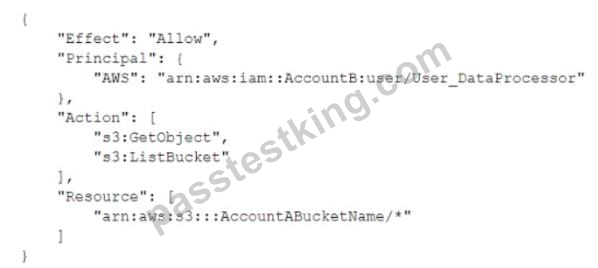 {
"Effect": "Allow",
"Principal": {
"AWS": "arn:aws:iam::AccountB:user/User_DataProcessor"
},
"Action": [
"s3:GetObject",
"s3:ListBucket"
],
"Resource": [
"arn:aws:s3:::AccountABucketName/*"
]
}
passtestking.com